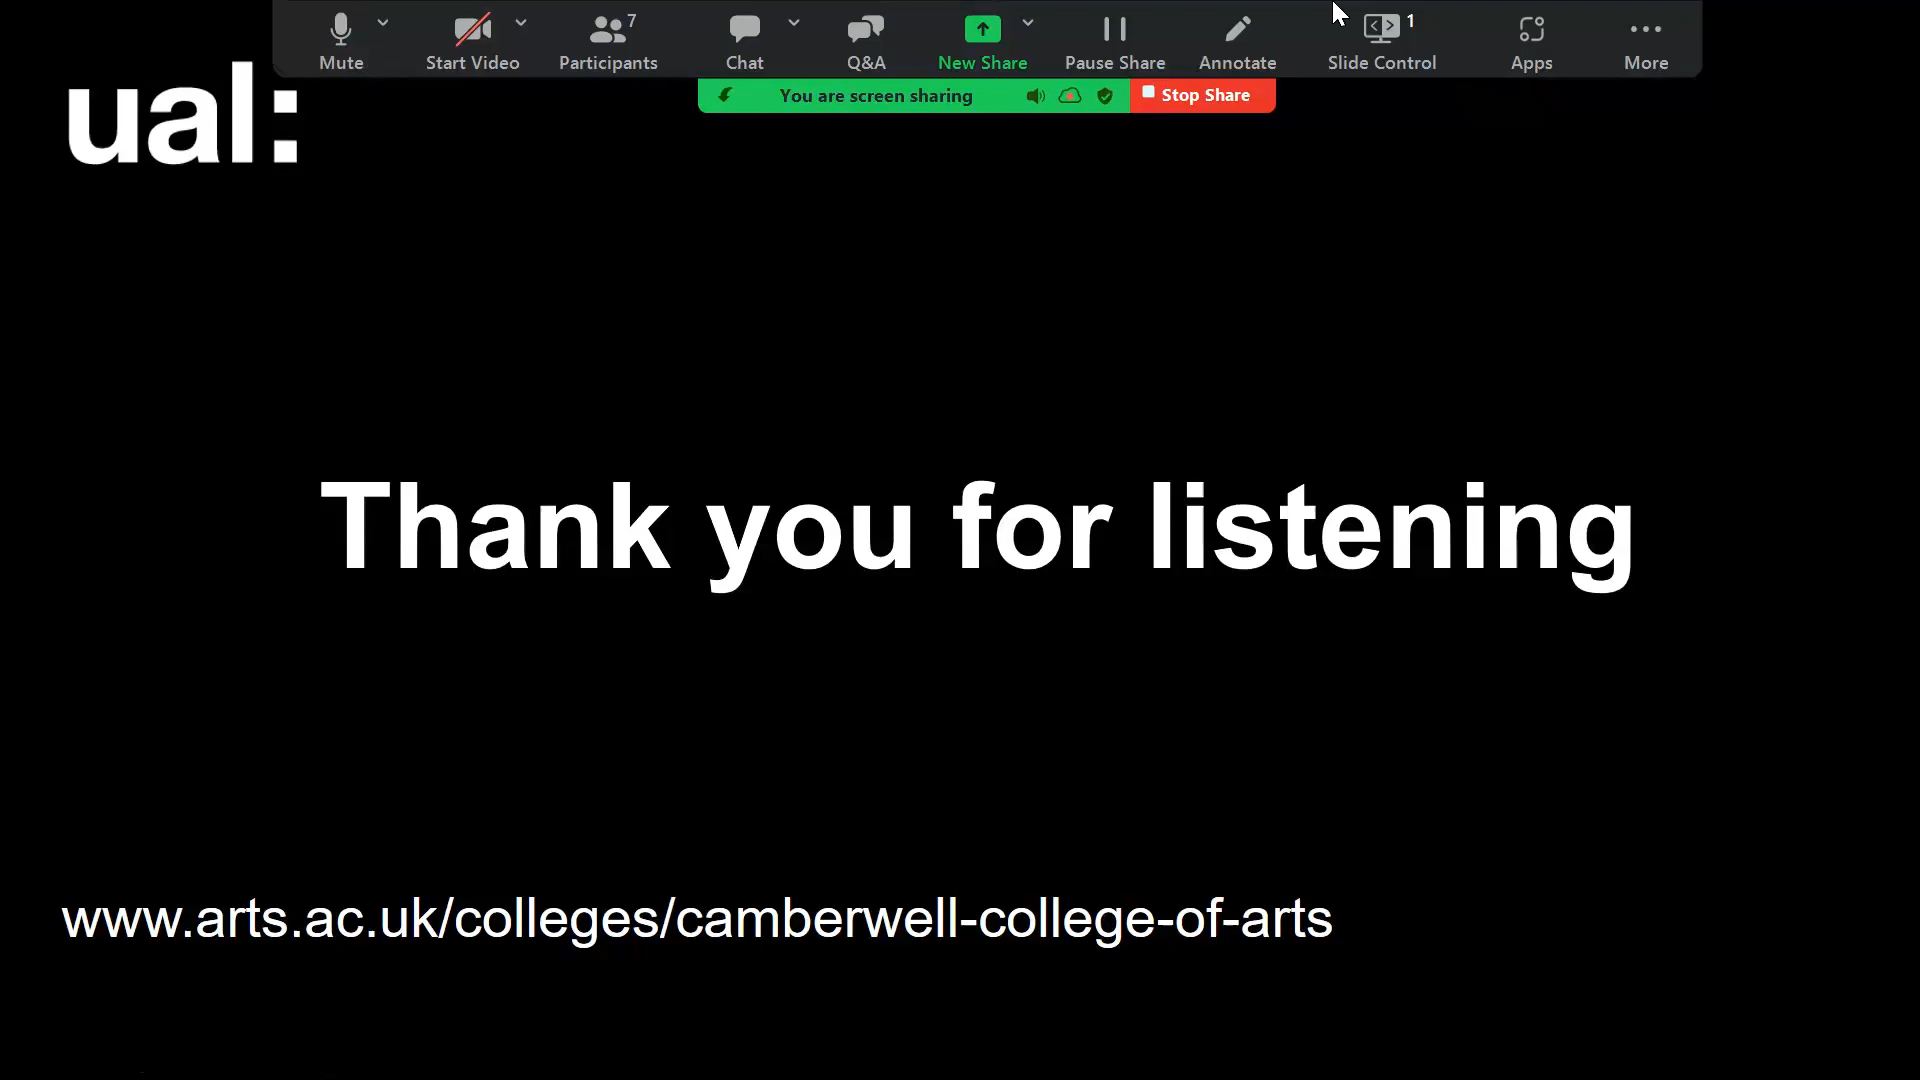 Mute
Start Video
Participants
7
Chat
Q&A
New Share
Pause Share
Annotate
Slide Control
1
Apps
More
You are screen sharing
Stop Share
ual:
Thank you for listening
www.arts.ac.uk/colleges/camberwell-college-of-arts